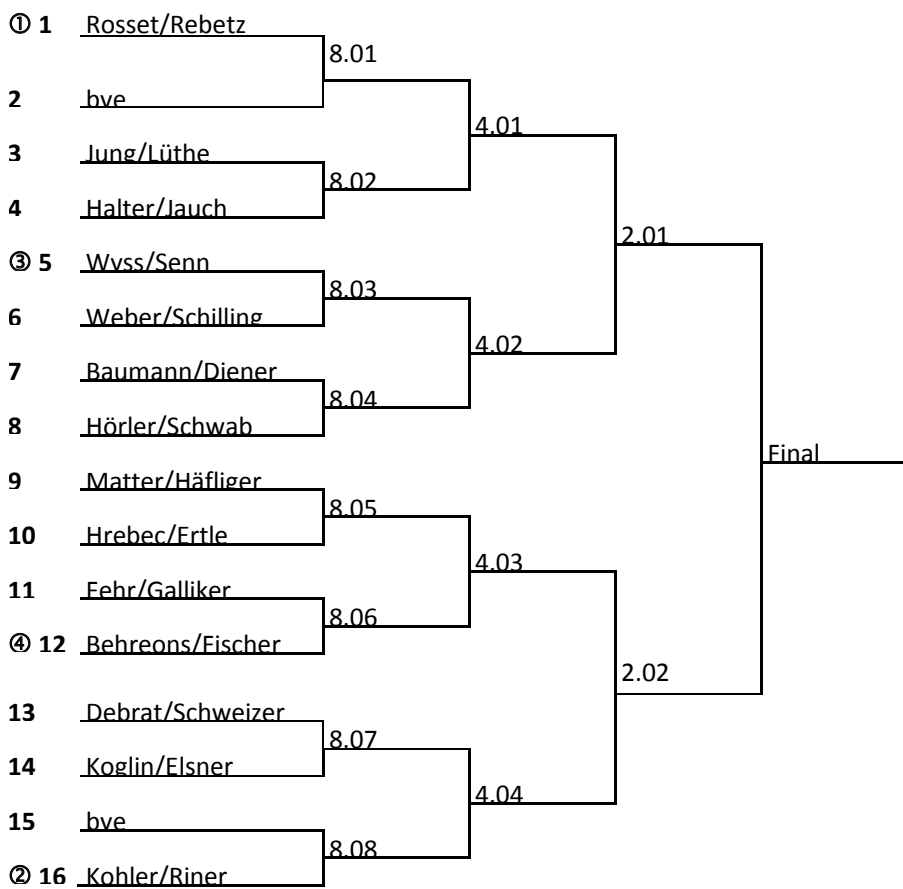 ① 1 Rosset/Rebetz
8.01
2 bye
4.01
3 Jung/Lüthe
8.02
4 Halter/Jauch
2.01
③ 5 Wyss/Senn
8.03
6 Weber/Schilling
4.02
7 Baumann/Diener
8.04
8 Hörler/Schwab
Final
9 Matter/Häfliger
8.05
10 Hrebec/Ertle
4.03
11 Fehr/Galliker
8.06
④ 12 Behreons/Fischer
2.02
13 Debrat/Schweizer
8.07
14 Koglin/Elsner
4.04
15 bye
8.08
② 16 Kohler/Riner